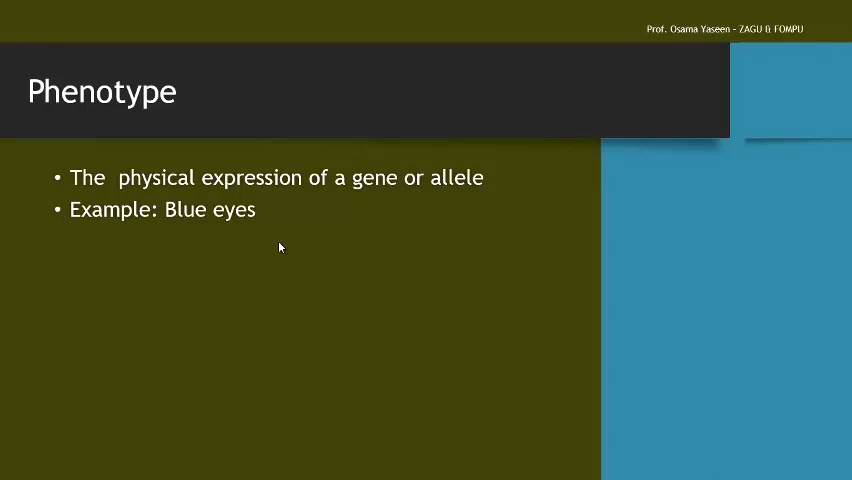 Prof. Osama Yaseen - ZAGU & FOMPU
Phenotype
• The physical expression of a gene or allele
• Example: Blue eyes